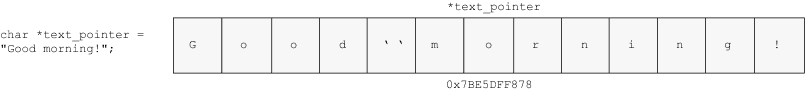 *text_pointer
char *text_pointer =
"Good morning!";
G o o d ` ` m o r n i n g !
0x7BE5DFF878